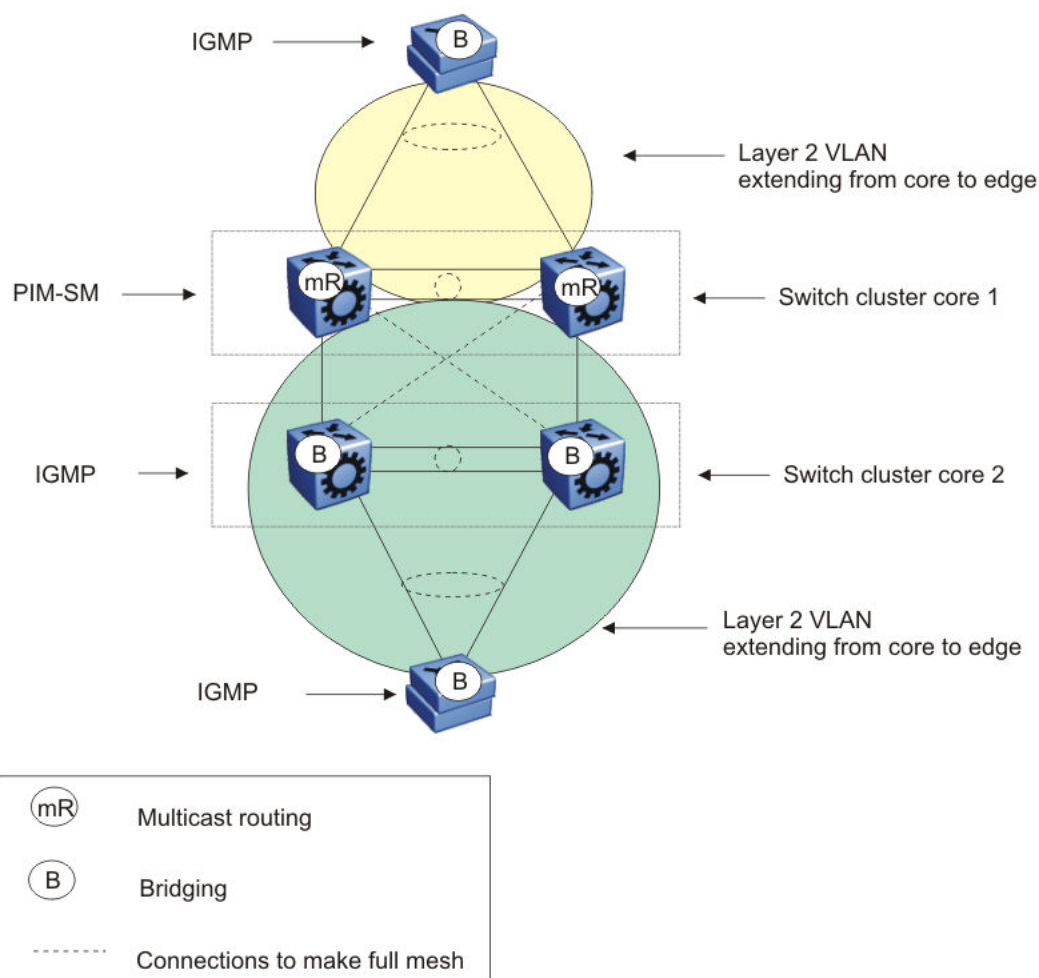 IGMP
B
Layer 2 VLAN
extending from core to edge
PIM-SM
mR
mR
Switch cluster core 1
IGMP
B
B
Switch cluster core 2
Layer 2 VLAN
extending from core to edge
IGMP
B
mR
Multicast routing
B
Bridging
Connections to make full mesh